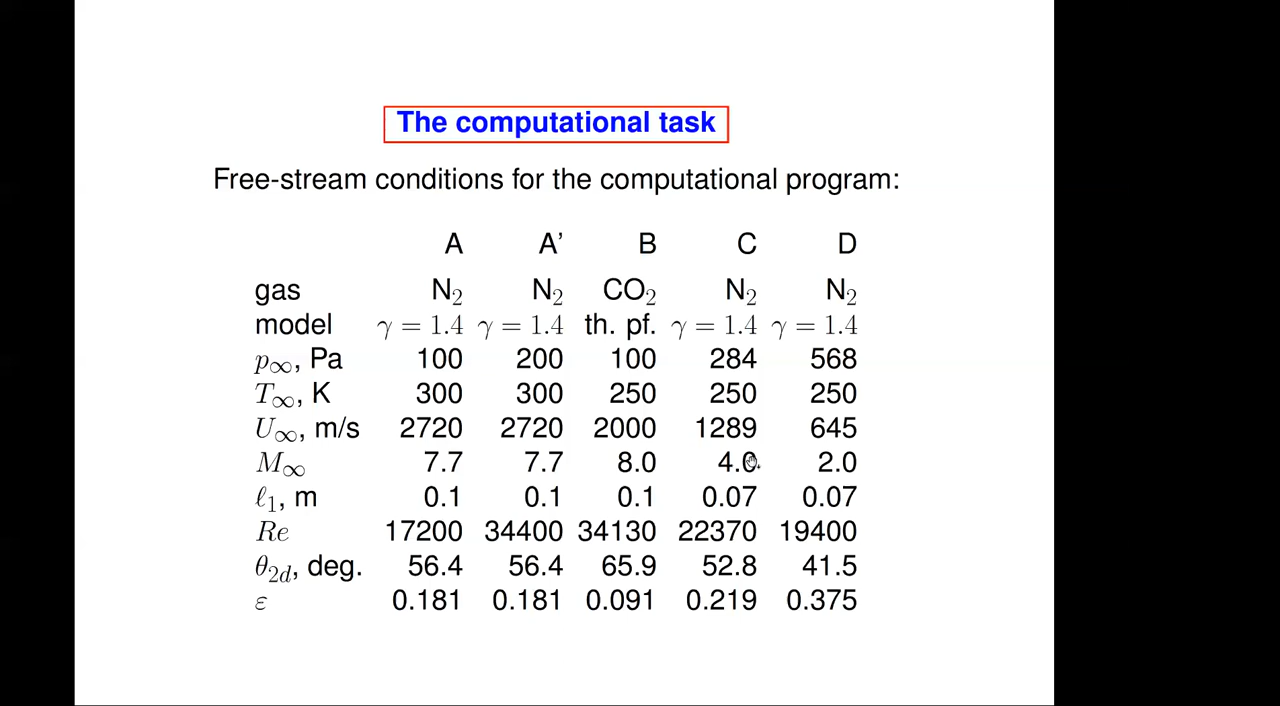 The computational task
Free-stream conditions for the computational program:
A A’ B C D
gas N₂ N₂ CO₂ N₂ N₂
model γ = 1.4 γ = 1.4 th. pf. γ = 1.4 γ = 1.4
p∞, Pa 100 200 100 284 568
T∞, K 300 300 250 250 250
U∞, m/s 2720 2720 2000 1289 645
M∞ 7.7 7.7 8.0 4.0 2.0
ℓ₁, m 0.1 0.1 0.1 0.07 0.07
Re 17200 34400 34130 22370 19400
θ₂d, deg. 56.4 56.4 65.9 52.8 41.5
ε 0.181 0.181 0.091 0.219 0.375